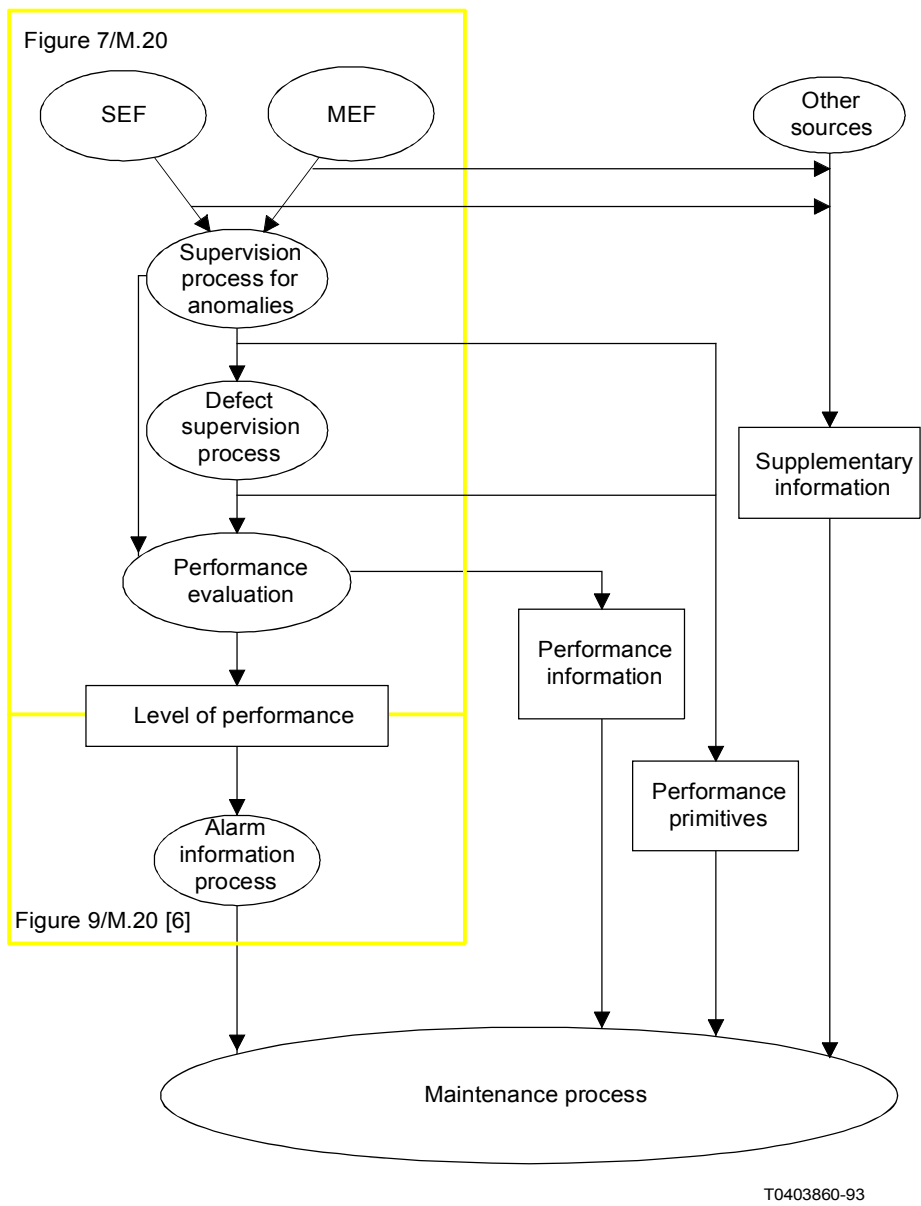 Figure 7/M.20
SEF
MEF
Other
sources
Supervision
process for
anomalies
Defect
supervision
process
Supplementary
information
Performance
evaluation
Performance
information
Level of performance
Performance
primitives
Alarm
information
process
Figure 9/M.20 [6]
Maintenance process
T0403860-93